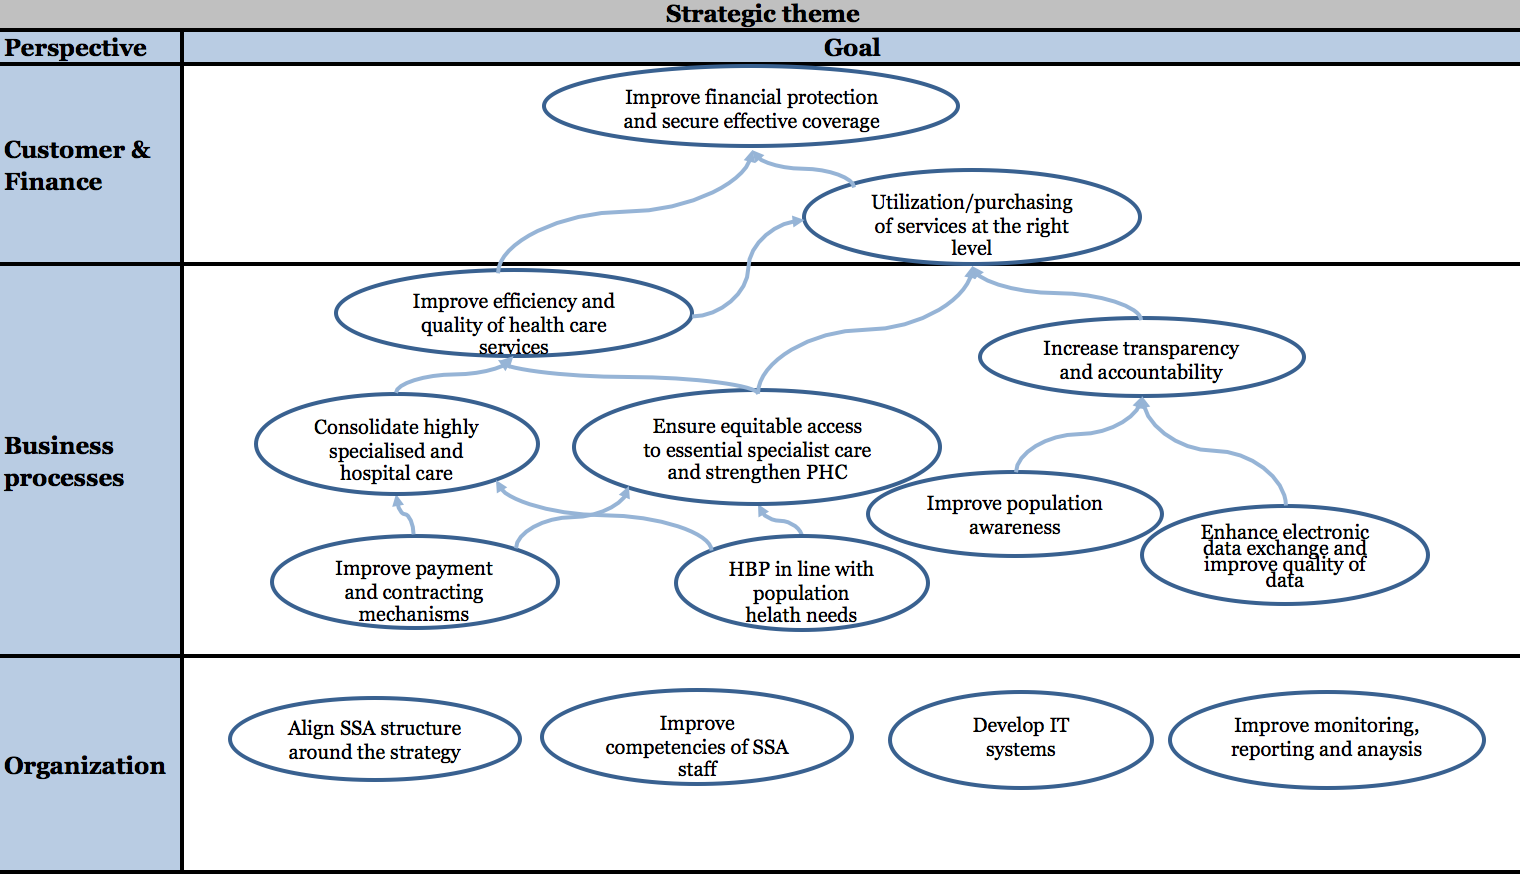 Strategic theme
Perspective
Goal
Customer &
Finance
Improve financial protection
and secure effective coverage
Utilization/purchasing
of services at the right
level
Business
processes
Improve efficiency and
quality of health care
services
Increase transparency
and accountability
Consolidate highly
specialised and
hospital care
Ensure equitable access
to essential specialist care
and strengthen PHC
Improve population
awareness
Enhance electronic
data exchange and
improve quality of
data
Improve payment
and contracting
mechanisms
HBP in line with
population
helath needs
Organization
Align SSA structure
around the strategy
Improve
competencies of SSA
staff
Develop IT
systems
Improve monitoring,
reporting and anaysis